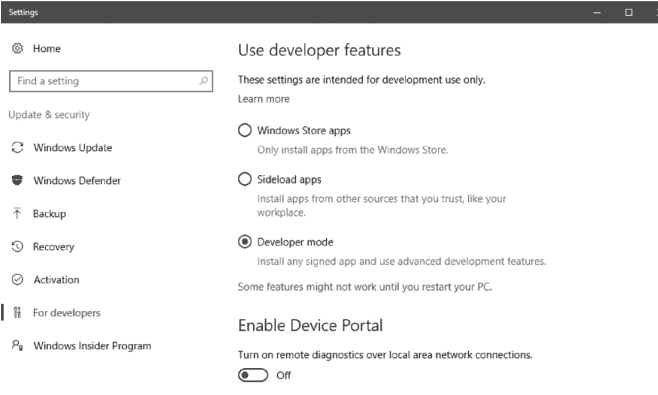 Settings
Home
Find a setting
Update & security
Windows Update
Windows Defender
Backup
Recovery
Activation
For developers
Windows Insider Program
Use developer features
These settings are intended for development use only.
Learn more
Windows Store apps
Only install apps from the Windows Store.
Sideload apps
Install apps from other sources that you trust, like your
workplace.
Developer mode
Install any signed app and use advanced development features.
Some features might not work until you restart your PC.
Enable Device Portal
Turn on remote diagnostics over local area network connections.
Off